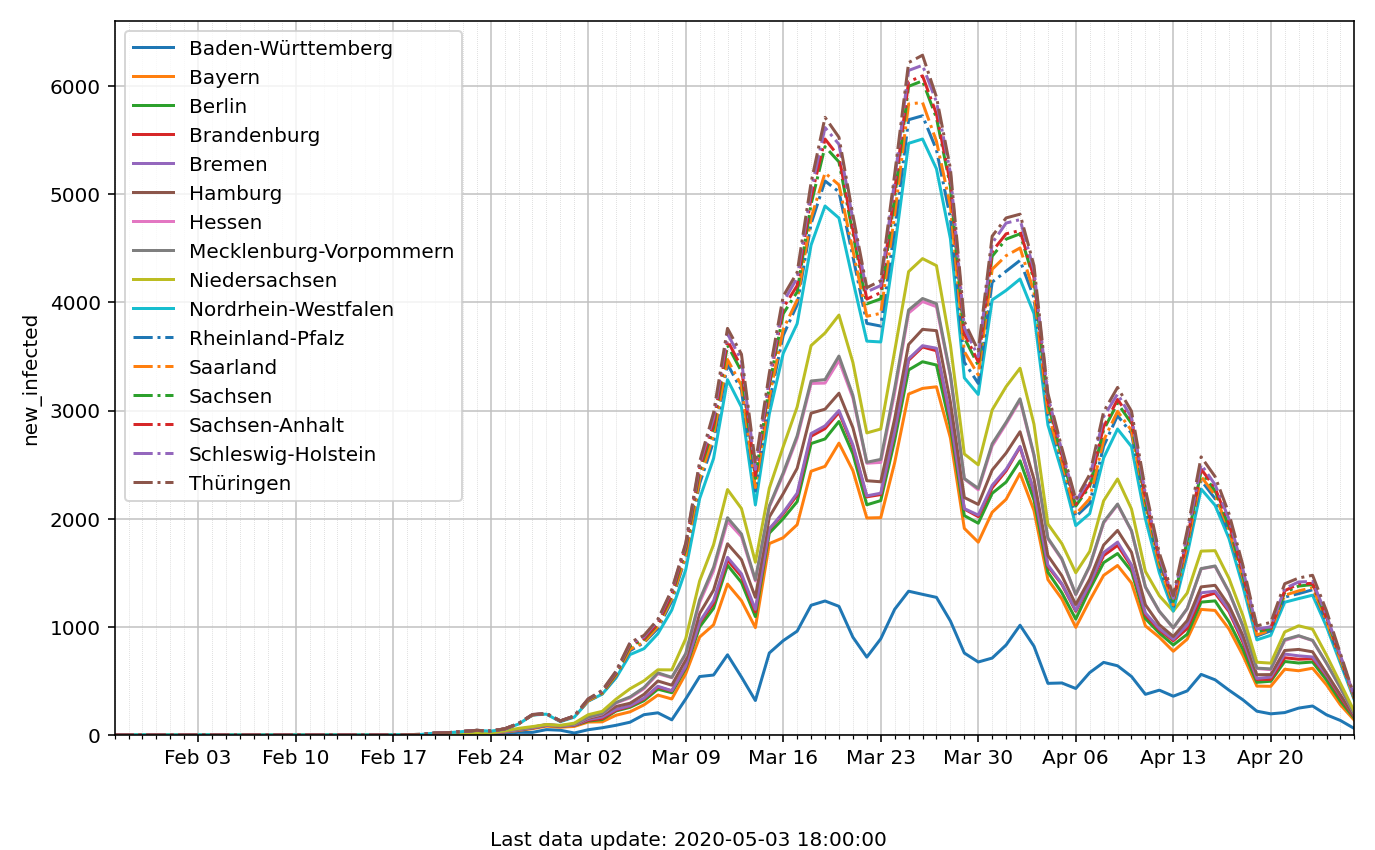 Baden-Württemberg
Bayern
Berlin
Brandenburg
Bremen
Hamburg
Hessen
Mecklenburg-Vorpommern
Niedersachsen
Nordrhein-Westfalen
Rheinland-Pfalz
Saarland
Sachsen
Sachsen-Anhalt
Schleswig-Holstein
Thüringen
new_infected
6000
5000
4000
3000
2000
1000
0
Feb 03 Feb 10 Feb 17 Feb 24 Mar 02 Mar 09 Mar 16 Mar 23 Mar 30 Apr 06 Apr 13 Apr 20
Last data update: 2020-05-03 18:00:00